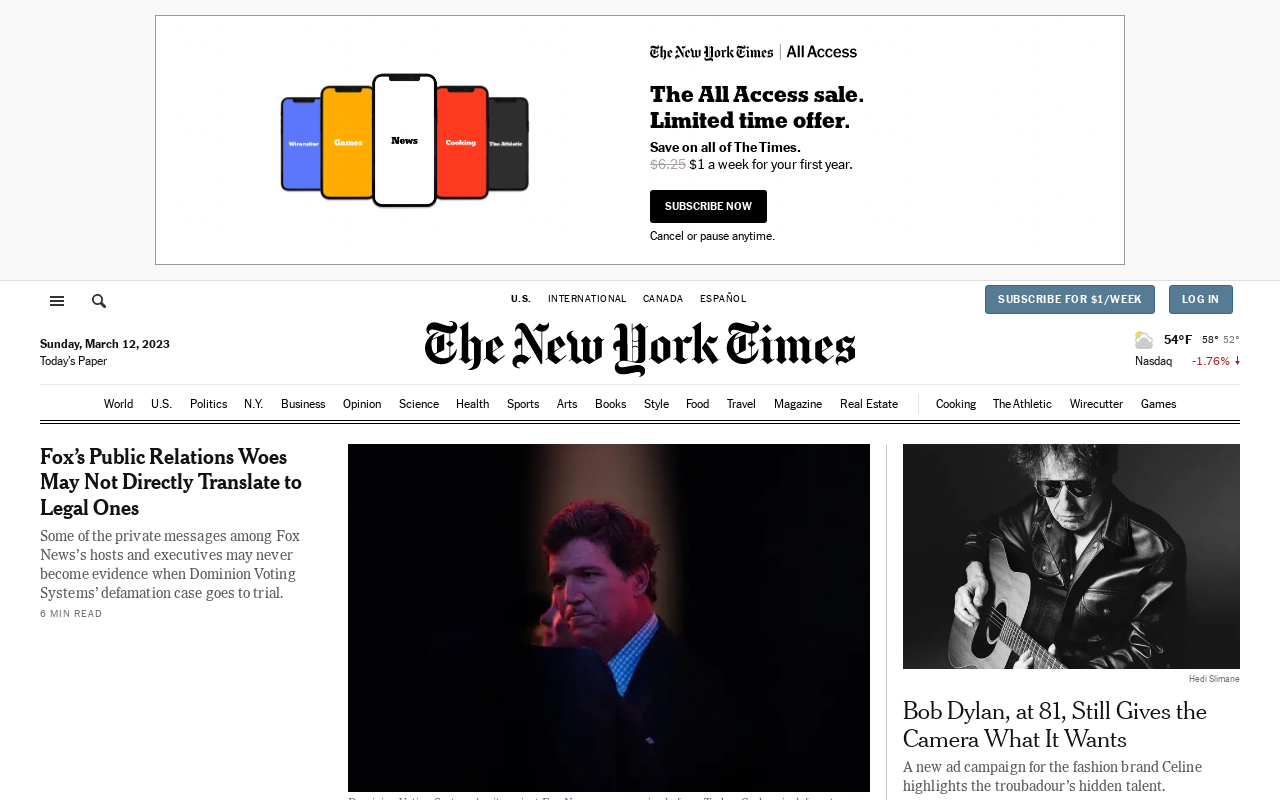 The New York Times | All Access
The All Access sale.
Limited time offer.
Save on all of The Times.
$6.25 $1 a week for your first year.
SUBSCRIBE NOW
Cancel or pause anytime.
Wirecutter
Games
News
Cooking
The Athletic
U.S. INTERNATIONAL CANADA ESPAÑOL
SUBSCRIBE FOR $1/WEEK
LOG IN
Sunday, March 12, 2023
Today's Paper
The New York Times
54°F 58° 52°
Nasdaq -1.76%
World U.S. Politics N.Y. Business Opinion Science Health Sports Arts Books Style Food Travel Magazine Real Estate Cooking The Athletic Wirecutter Games
Fox’s Public Relations Woes
May Not Directly Translate to
Legal Ones
Some of the private messages among Fox
News’s hosts and executives may never
become evidence when Dominion Voting
Systems’ defamation case goes to trial.
6 MIN READ
Hedi Slimane
Bob Dylan, at 81, Still Gives the
Camera What It Wants
A new ad campaign for the fashion brand Celine
highlights the troubadour’s hidden talent.